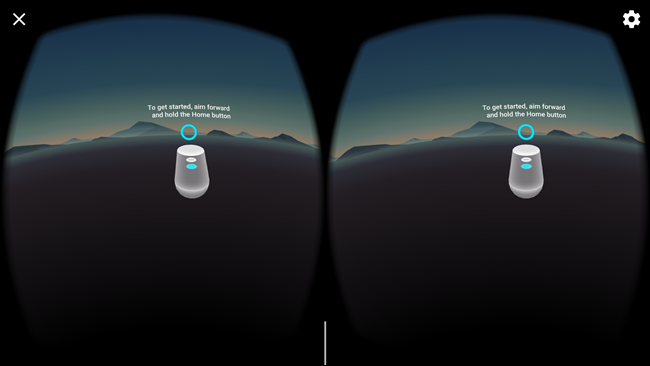 To get started, aim forward
and hold the Home button
To get started, aim forward
and hold the Home button